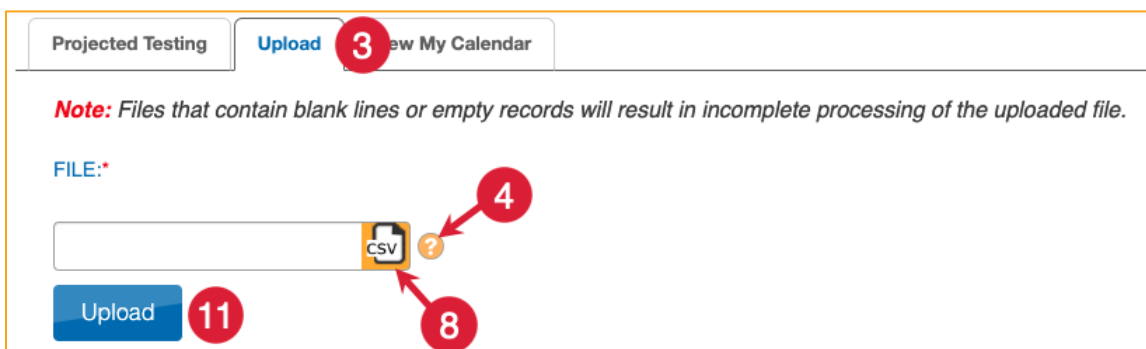 Projected Testing Upload 3 ew My Calendar
Note: Files that contain blank lines or empty records will result in incomplete processing of the uploaded file.
FILE:*
4
CSV ?
Upload 11
8